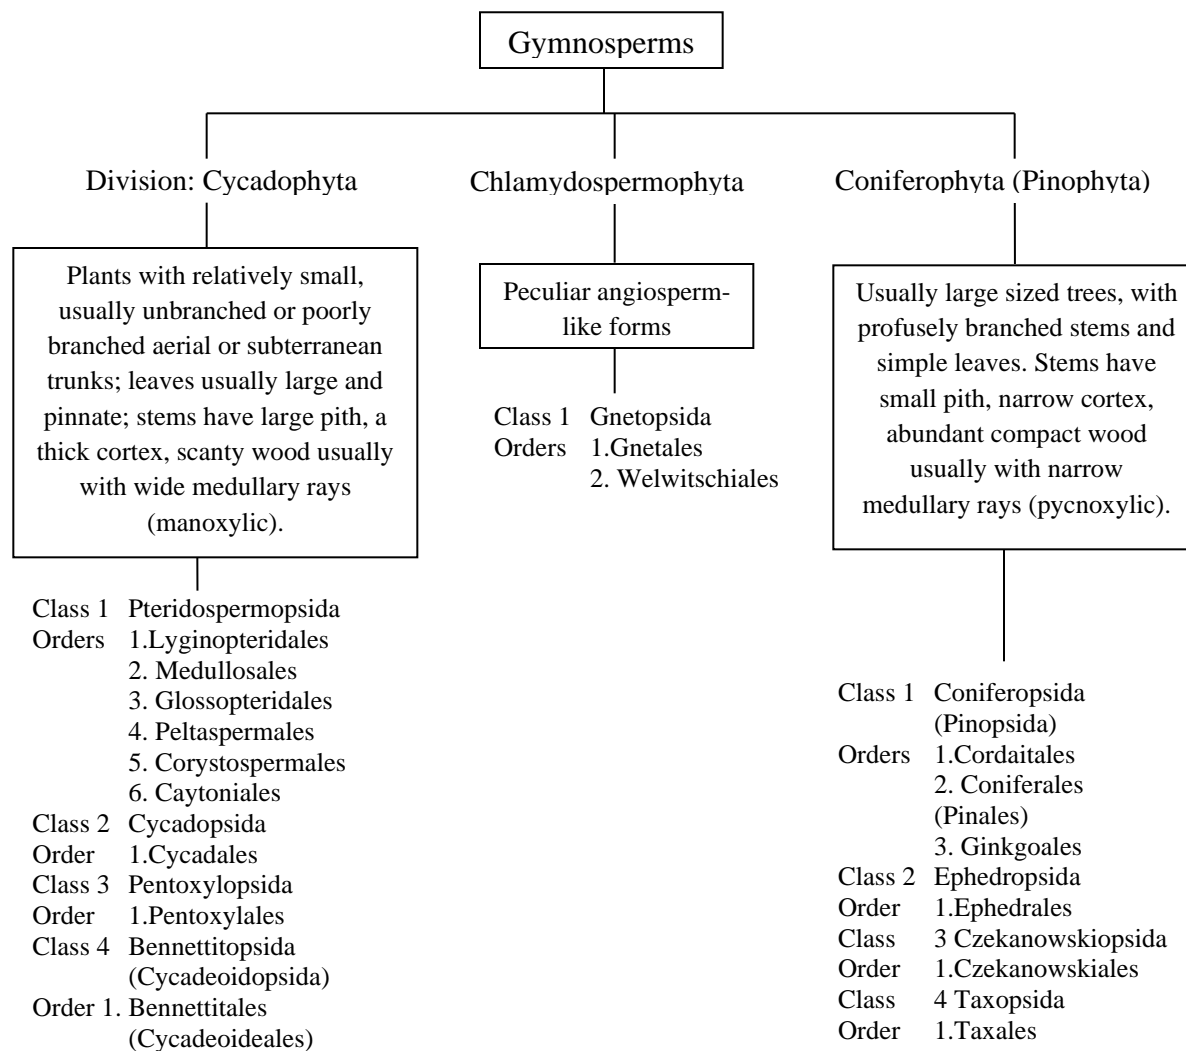 Gymnosperms
Division: Cycadophyta
Chlamydospermophyta
Coniferophyta (Pinophyta)
Plants with relatively small,
usually unbranched or poorly
branched aerial or subterranean
trunks; leaves usually large and
pinnate; stems have large pith, a
thick cortex, scanty wood usually
with wide medullary rays
(manoxylic).
Peculiar angiosperm-
like forms
Usually large sized trees, with
profusely branched stems and
simple leaves. Stems have
small pith, narrow cortex,
abundant compact wood
usually with narrow
medullary rays (pycnoxylic).
Class 1 Pteridospermopsida
Orders 1.Lyginopteridales
2. Medullosales
3. Glossopteridales
4. Peltaspermales
5. Corystospermales
6. Caytoniales
Class 2 Cycadopsida
Order 1.Cycadales
Class 3 Pentoxylopsida
Order 1.Pentoxylales
Class 4 Bennettitopsida
(Cycadeoidopsida)
Order 1. Bennettitales
(Cycadeoideales)
Class 1 Gnetopsida
Orders 1.Gnetales
2. Welwitschiales
Class 1 Coniferopsida
(Pinopsida)
Orders 1.Cordaitales
2. Coniferales
(Pinales)
3. Ginkgoales
Class 2 Ephedropsida
Order 1.Ephedrales
Class 3 Czekanowskiopsida
Order 1.Czekanowskiales
Class 4 Taxopsida
Order 1.Taxales